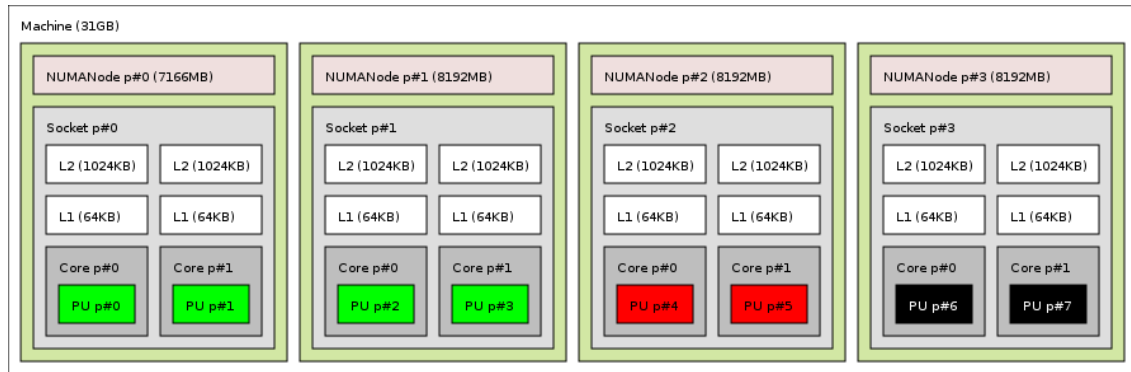 Machine (31GB)
NUMANode p#0 (7166MB)
Socket p#0
L2 (1024KB) L2 (1024KB)
L1 (64KB) L1 (64KB)
Core p#0 Core p#1
PU p#0 PU p#1
NUMANode p#1 (8192MB)
Socket p#1
L2 (1024KB) L2 (1024KB)
L1 (64KB) L1 (64KB)
Core p#0 Core p#1
PU p#2 PU p#3
NUMANode p#2 (8192MB)
Socket p#2
L2 (1024KB) L2 (1024KB)
L1 (64KB) L1 (64KB)
Core p#0 Core p#1
PU p#4 PU p#5
NUMANode p#3 (8192MB)
Socket p#3
L2 (1024KB) L2 (1024KB)
L1 (64KB) L1 (64KB)
Core p#0 Core p#1
PU p#6 PU p#7